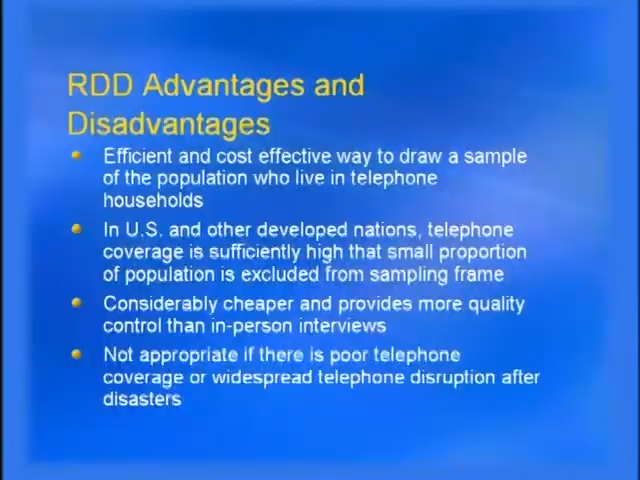 RDD Advantages and
Disadvantages
Efficient and cost effective way to draw a sample
of the population who live in telephone
households
In U.S. and other developed nations, telephone
coverage is sufficiently high that small proportion
of population is excluded from sampling frame
Considerably cheaper and provides more quality
control than in-person interviews
Not appropriate if there is poor telephone
coverage or widespread telephone disruption after
disasters